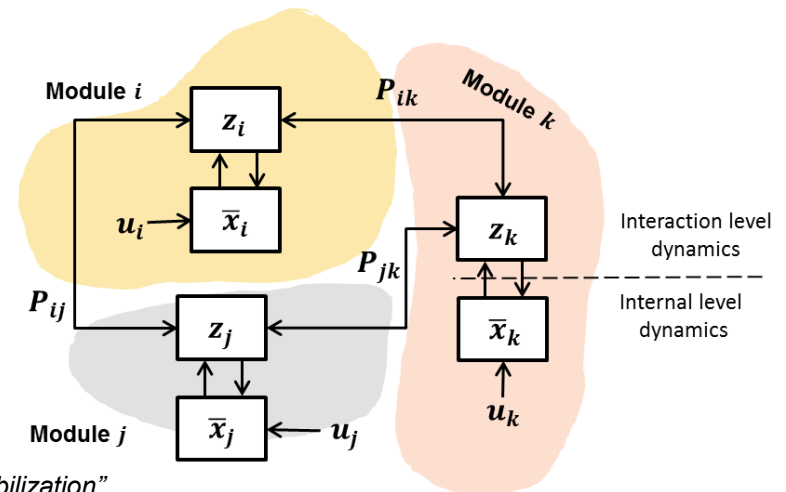 Module i
z_i
x̄_i
u_i
P_ik
Module k
z_k
x̄_k
u_k
Interaction level
dynamics
Internal level
dynamics
P_jk
P_ij
z_j
x̄_j
u_j
Module j
bilization”